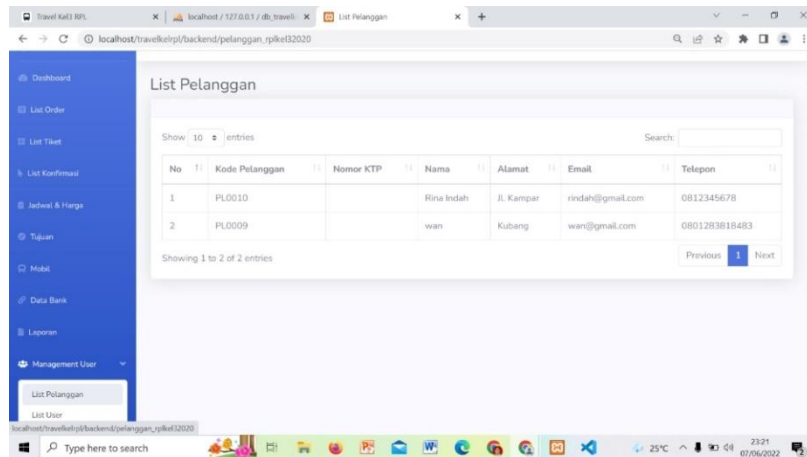 Travel Kel3 RPL
localhost / 127.0.0.1 / db_traveli
List Pelanggan
localhost/travelkelrpl/backend/pelanggan_rplkel32020
Dashboard
List Order
List Tiket
List Konfirmasi
Jadwal & Harga
Tujuan
Mobil
Data Bank
Laporan
Management User
List Pelanggan
List User
List Pelanggan
Show 10 entries
Search:
No Kode Pelanggan Nomor KTP Nama Alamat Email Telepon
1 PL0010 Rina Indah Jl. Kampar rindah@gmail.com 0812345678
2 PL0009 wan Kubang wan@gmail.com 0801283818483
Showing 1 to 2 of 2 entries
Previous 1 Next
localhost/travelkelrpl/backend/pelanggan_rplkel32020
Type here to search
25°C
23:21
07/06/2022